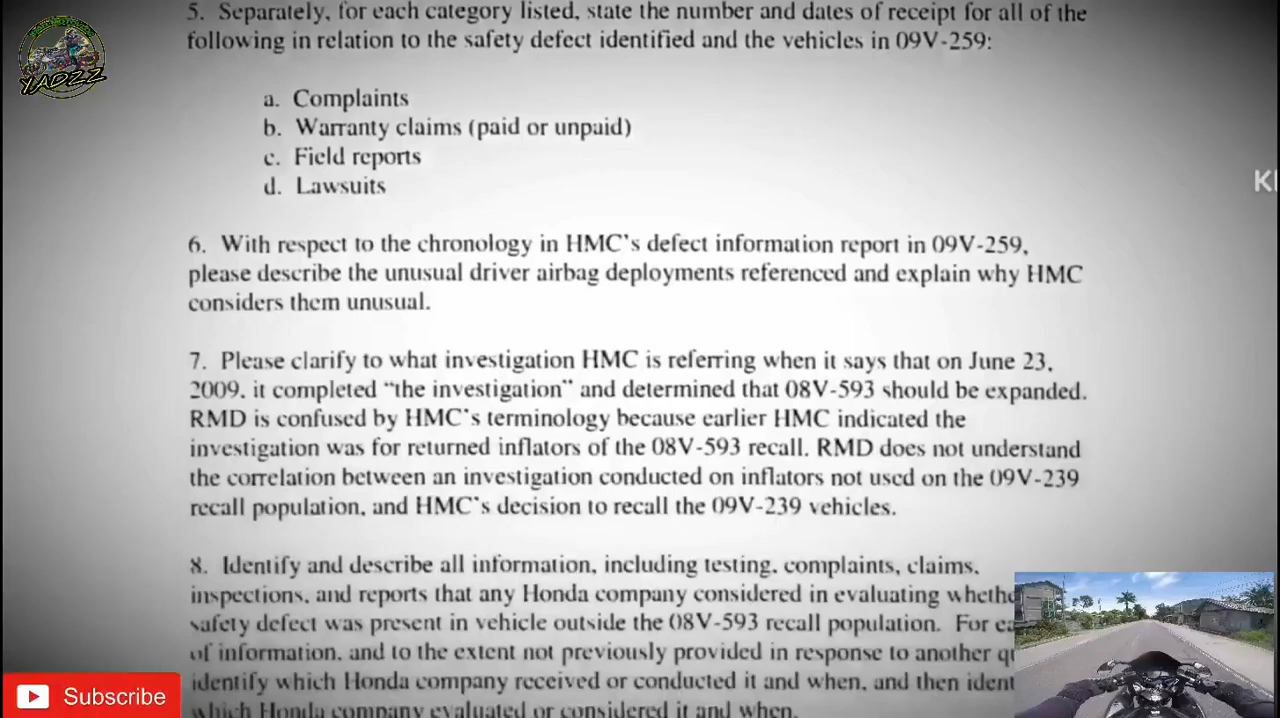 5. Separately, for each category listed, state the number and dates of receipt for all of the
following in relation to the safety defect identified and the vehicles in 09V-259:
YADZZ
a. Complaints
b. Warranty claims (paid or unpaid)
c. Field reports
d. Lawsuits
6. With respect to the chronology in HMC's defect information report in 09V-259,
please describe the unusual driver airbag deployments referenced and explain why HMC
considers them unusual.
7. Please clarify to what investigation HMC is referring when it says that on June 23,
2009, it completed "the investigation" and determined that 08V-593 should be expanded.
RMD is confused by HMC's terminology because earlier HMC indicated the
investigation was for returned inflators of the 08V-593 recall. RMD does not understand
the correlation between an investigation conducted on inflators not used on the 09V-239
recall population, and HMC's decision to recall the 09V-239 vehicles.
8. Identify and describe all information, including testing, complaints, claims,
inspections, and reports that any Honda company considered in evaluating
safety defect was present in vehicle outside the 08V-593 recall population. For
of information, and to the extent not previously provided in response to another
identify which Honda company received or conducted it and when, and then
which Honda company evaluated or considered it and when.
Subscribe